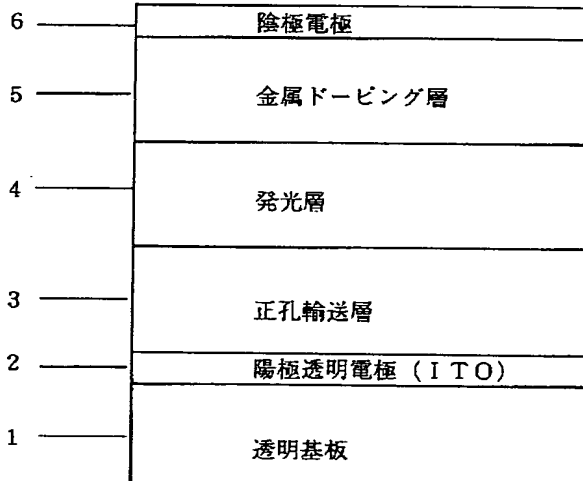 6 陰極電極
5 金属ドーピング層
4 発光層
3 正孔輸送層
2 陽極透明電極(ITO)
1 透明基板